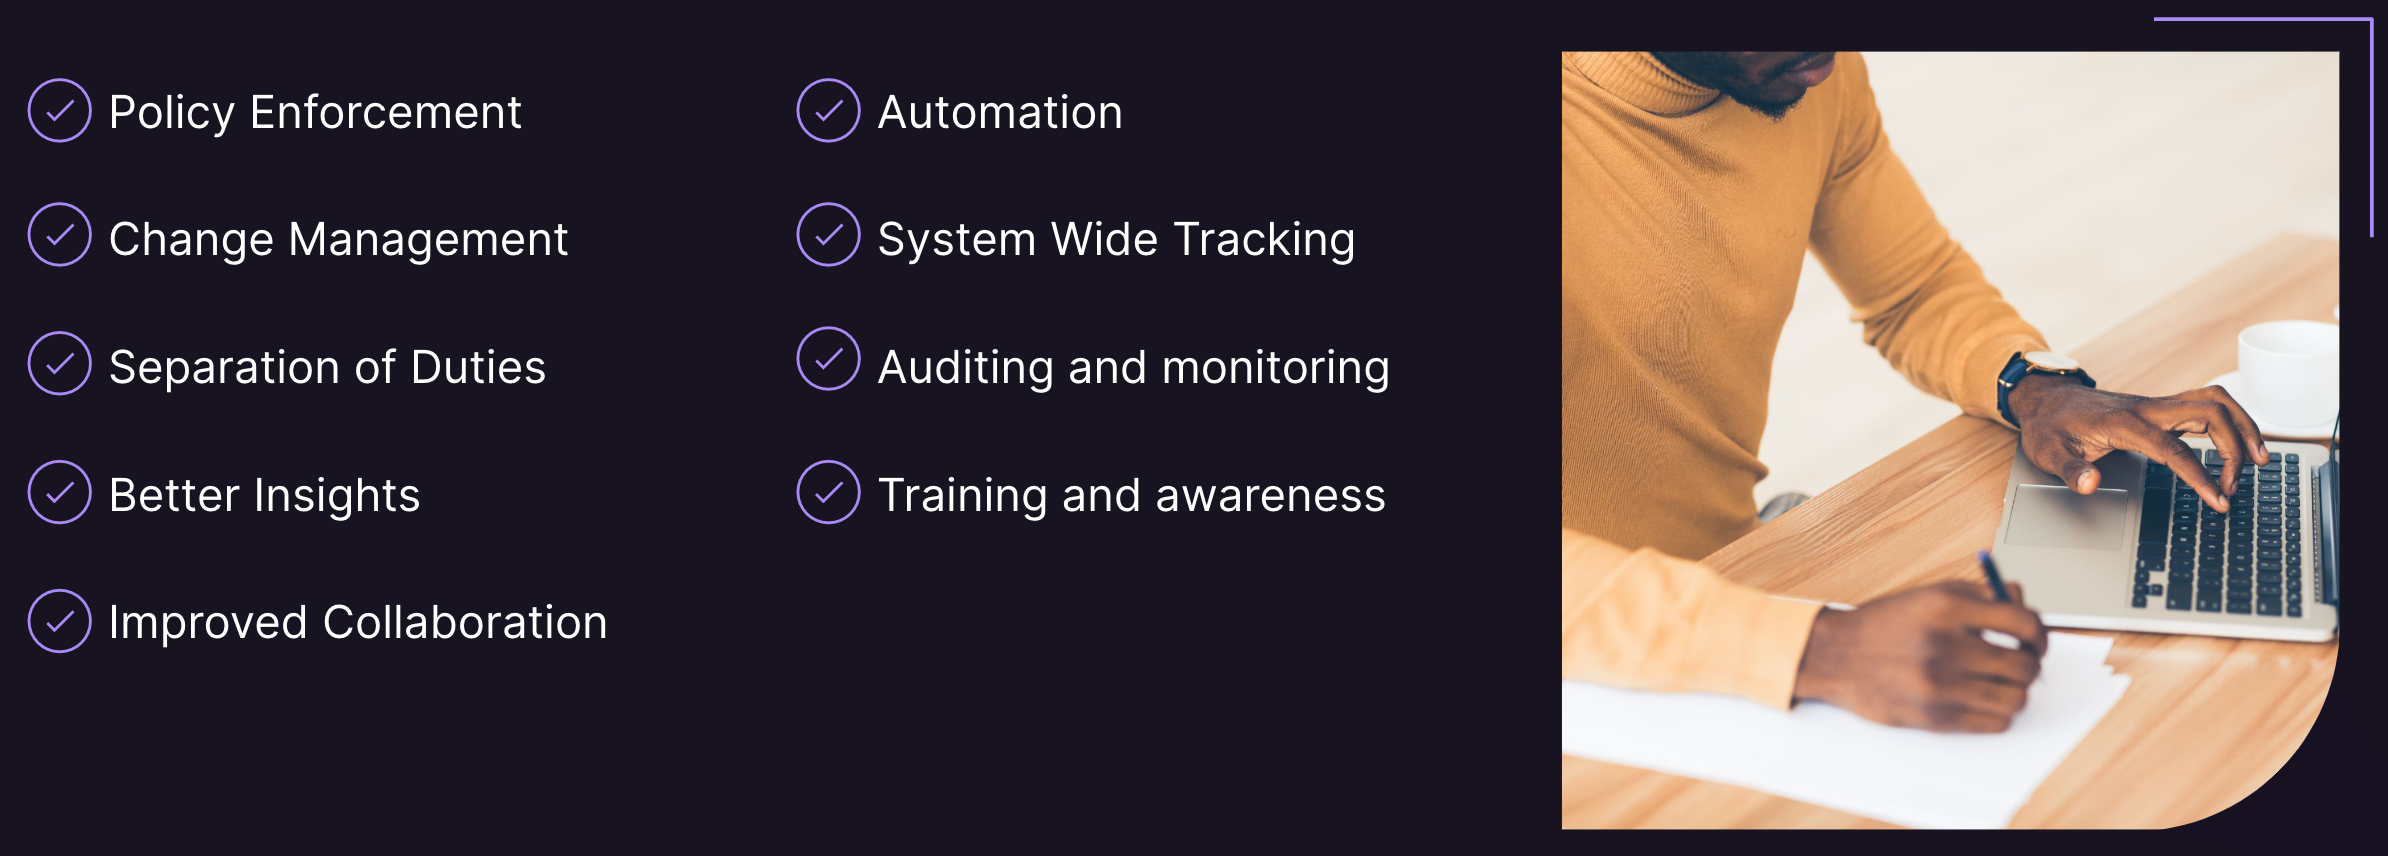 Policy Enforcement
Change Management
Separation of Duties
Better Insights
Improved Collaboration
Automation
System Wide Tracking
Auditing and monitoring
Training and awareness